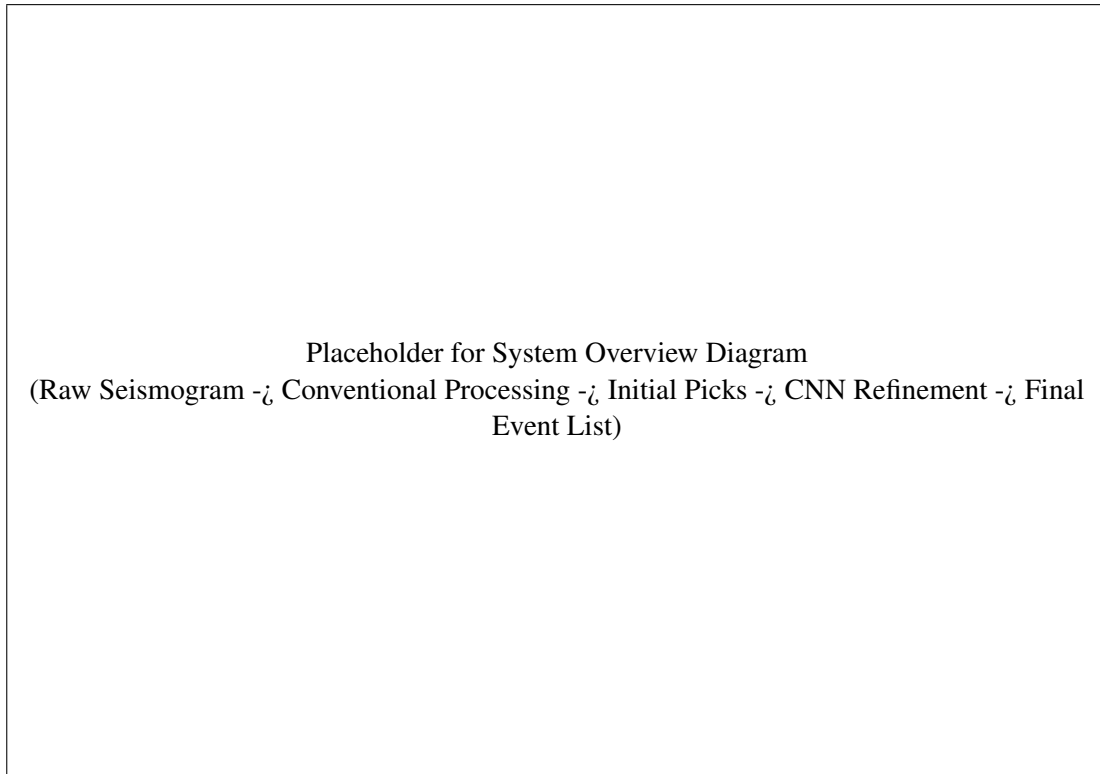 Placeholder for System Overview Diagram
(Raw Seismogram -¿ Conventional Processing -¿ Initial Picks -¿ CNN Refinement -¿ Final
Event List)